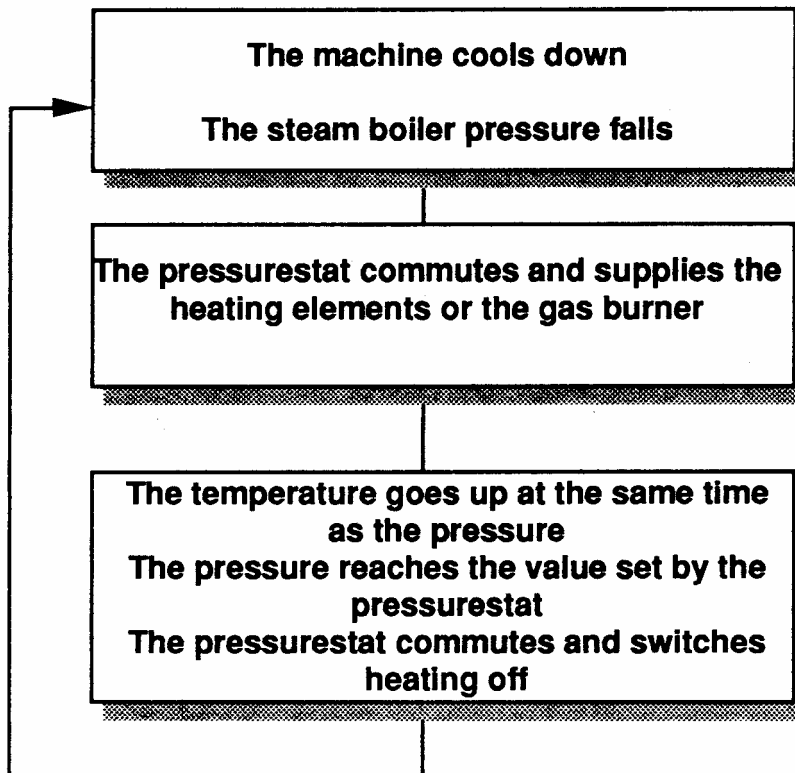 The machine cools down
The steam boiler pressure falls
The pressurestat commutes and supplies the
heating elements or the gas burner
The temperature goes up at the same time
as the pressure
The pressure reaches the value set by the
pressurestat
The pressurestat commutes and switches
heating off